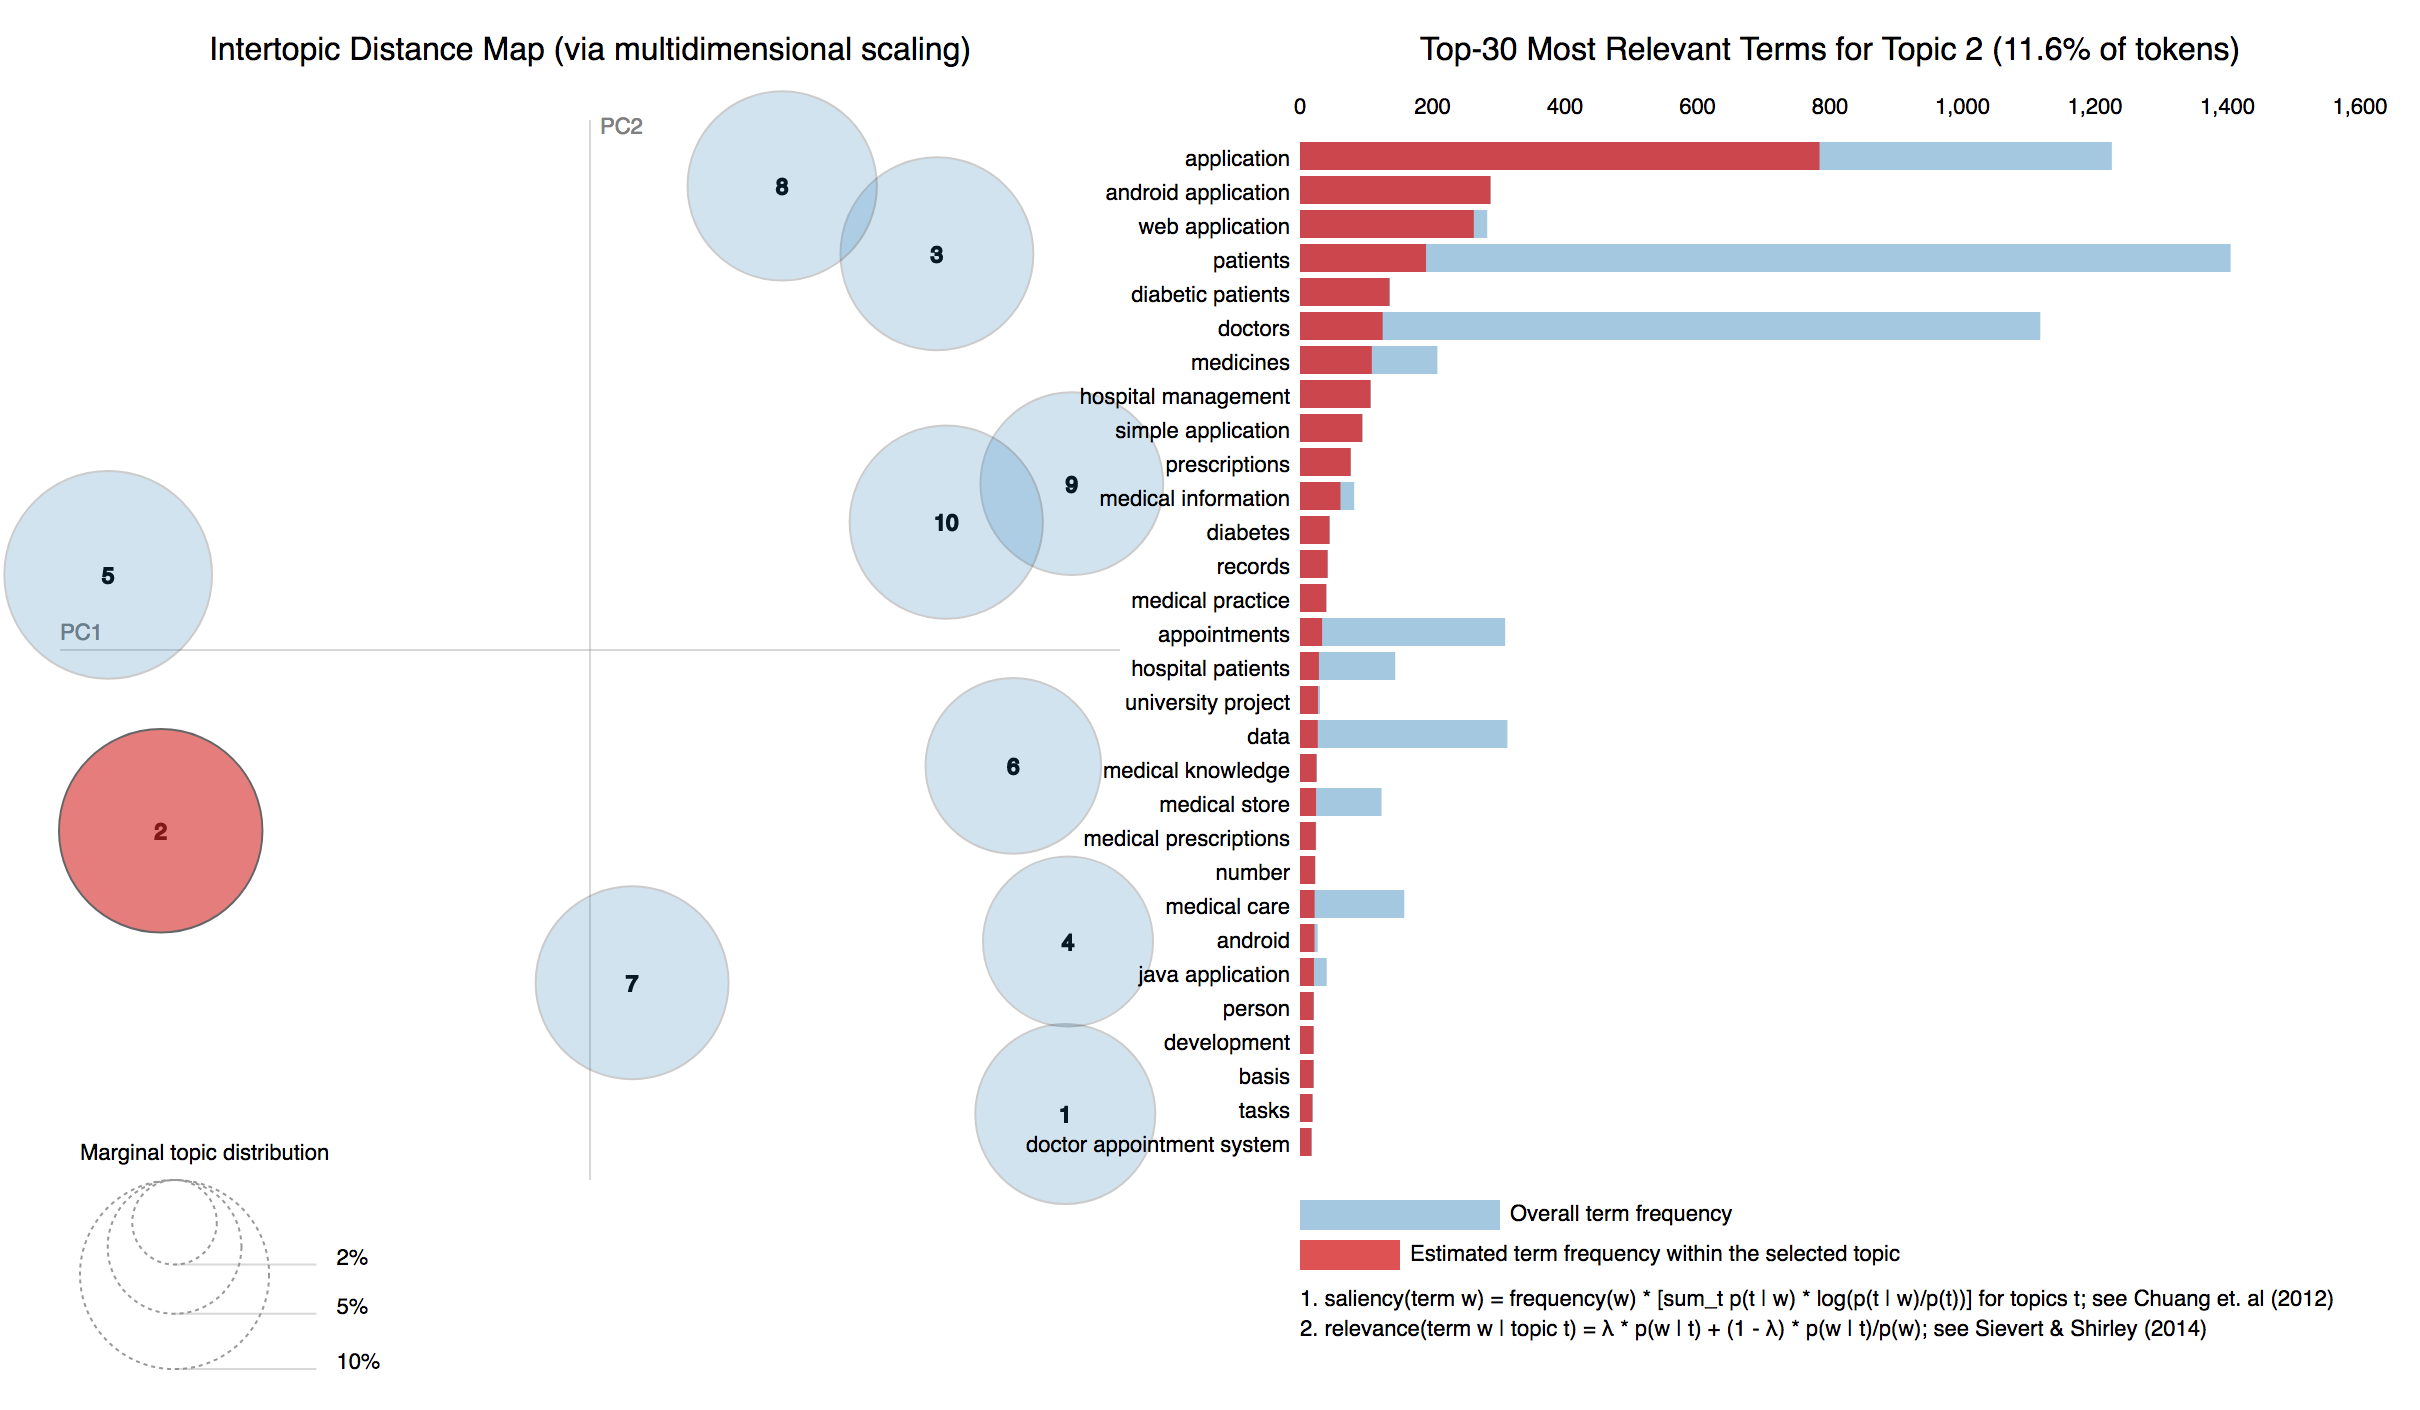 Intertopic Distance Map (via multidimensional scaling)
PC2
8
3
9
10
5
PC1
6
2
4
7
1
Marginal topic distribution
2%
5%
10%
Top-30 Most Relevant Terms for Topic 2 (11.6% of tokens)
0 200 400 600 800 1,000 1,200 1,400 1,600
application
android application
web application
patients
diabetic patients
doctors
medicines
hospital management
simple application
prescriptions
medical information
diabetes
records
medical practice
appointments
hospital patients
university project
data
medical knowledge
medical store
medical prescriptions
number
medical care
android
java application
person
development
basis
tasks
doctor appointment system
Overall term frequency
Estimated term frequency within the selected topic
1. saliency(term w) = frequency(w) * [sum_t p(t | w) * log(p(t | w)/p(t))] for topics t; see Chuang et. al (2012)
2. relevance(term w | topic t) = λ * p(w | t) + (1 - λ) * p(w | t)/p(w); see Sievert & Shirley (2014)